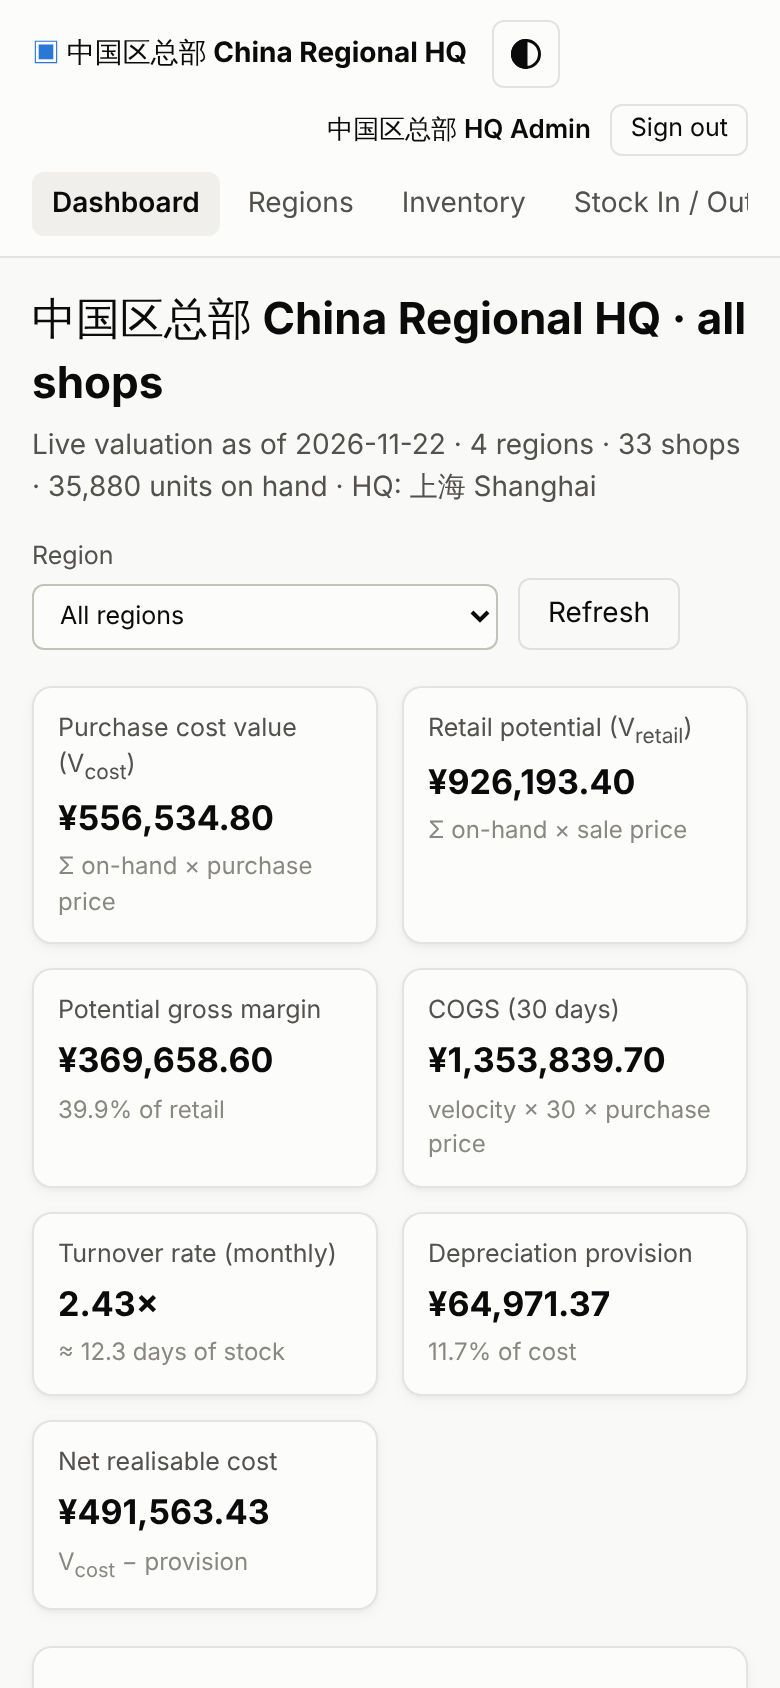 中国区总部 China Regional HQ
中国区总部 HQ Admin
Sign out
Dashboard
Regions
Inventory
Stock In / Out
中国区总部 China Regional HQ · all
shops
Live valuation as of 2026-11-22 · 4 regions · 33 shops
· 35,880 units on hand · HQ: 上海 Shanghai
Region
All regions
Refresh
Purchase cost value
(Vcost)
¥556,534.80
Σ on-hand × purchase
price
Retail potential (Vretail)
¥926,193.40
Σ on-hand × sale price
Potential gross margin
¥369,658.60
39.9% of retail
COGS (30 days)
¥1,353,839.70
velocity × 30 × purchase
price
Turnover rate (monthly)
2.43×
≈ 12.3 days of stock
Depreciation provision
¥64,971.37
11.7% of cost
Net realisable cost
¥491,563.43
Vcost − provision